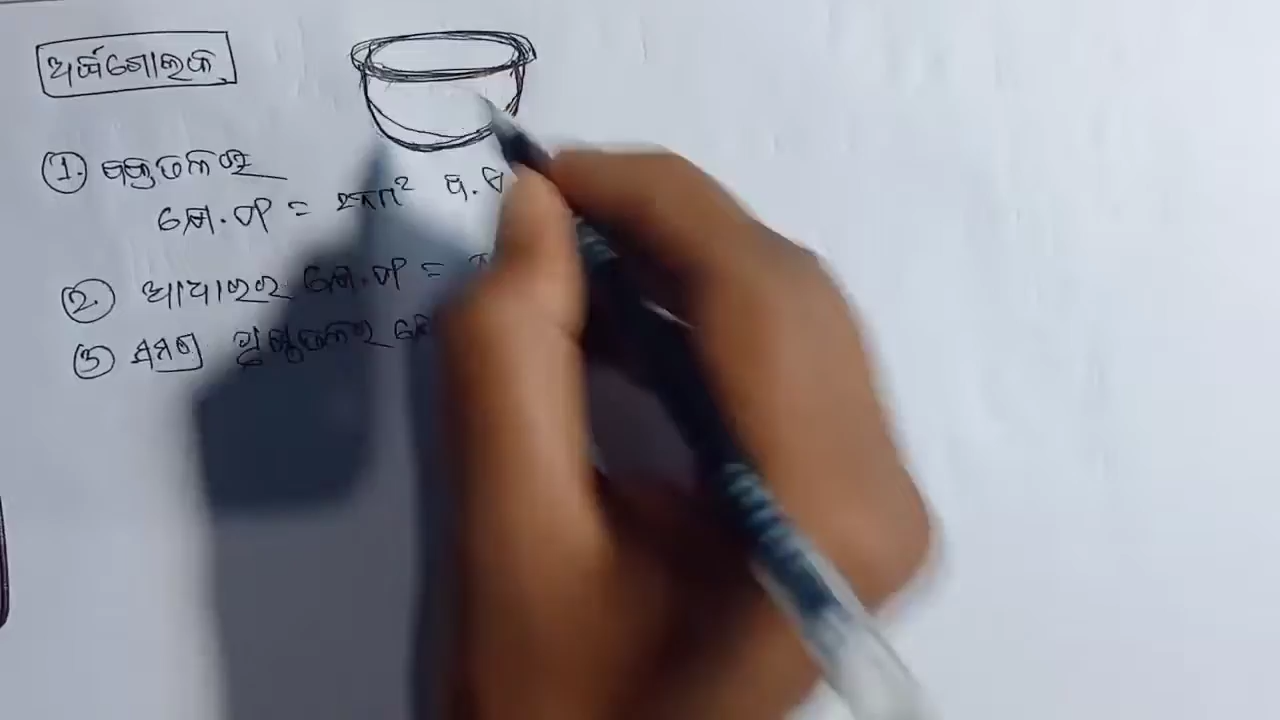 ଅର୍ଦ୍ଧଗୋଲକ
1. ବକ୍ରତଳର
କ୍ଷେ.ଫ = 2πr² ବ.
2. ଆଧାରର କ୍ଷେ.ଫ =
3 ସମଗ୍ର ପୃଷ୍ଠତଳର